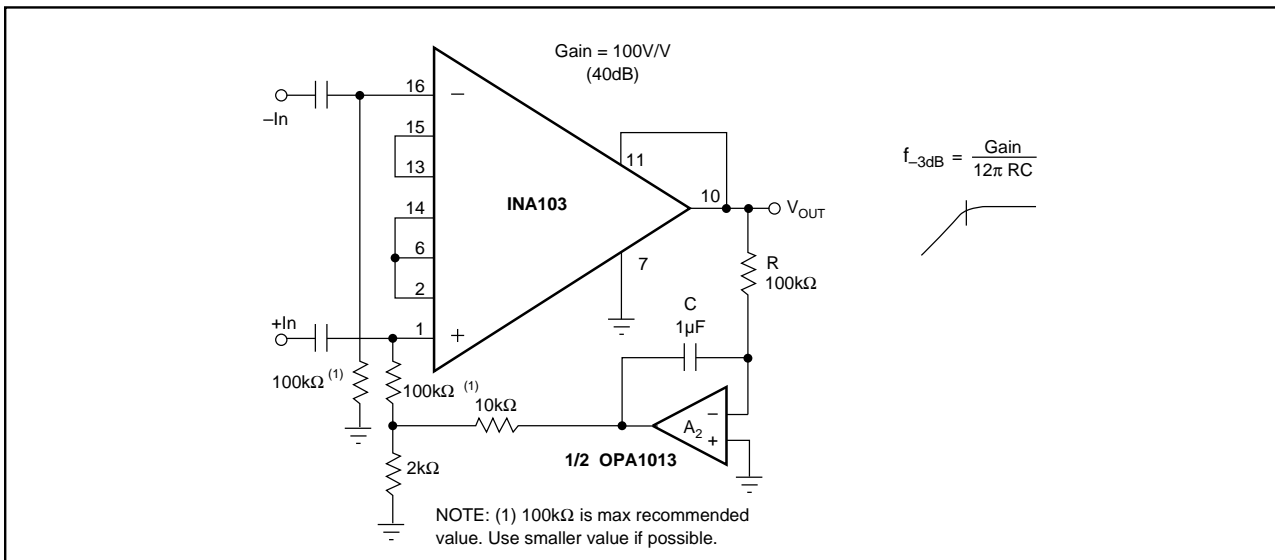 Gain = 100V/V
(40dB)
16
–
–In
15
13
11
f–3dB = Gain
12π RC
INA103
10
VOUT
14
6
2
7
R
100kΩ
C
1µF
+In
1
+
100kΩ (1)
100kΩ (1)
10kΩ
–
A2
+
1/2 OPA1013
2kΩ
NOTE: (1) 100kΩ is max recommended
value. Use smaller value if possible.